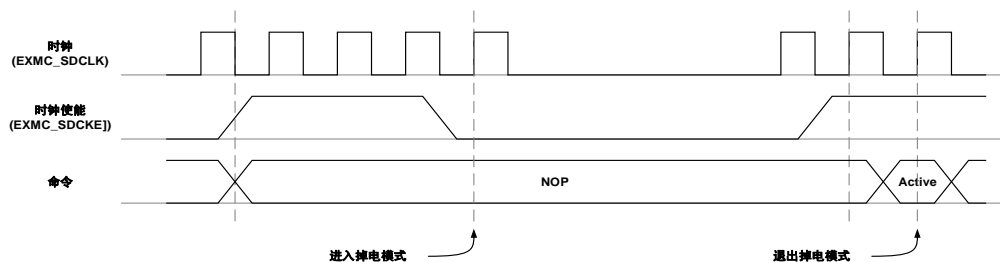 时钟
(EXMC_SDCLK)
时钟使能
(EXMC_SDCKE])
命令
NOP
Active
进入掉电模式
退出掉电模式